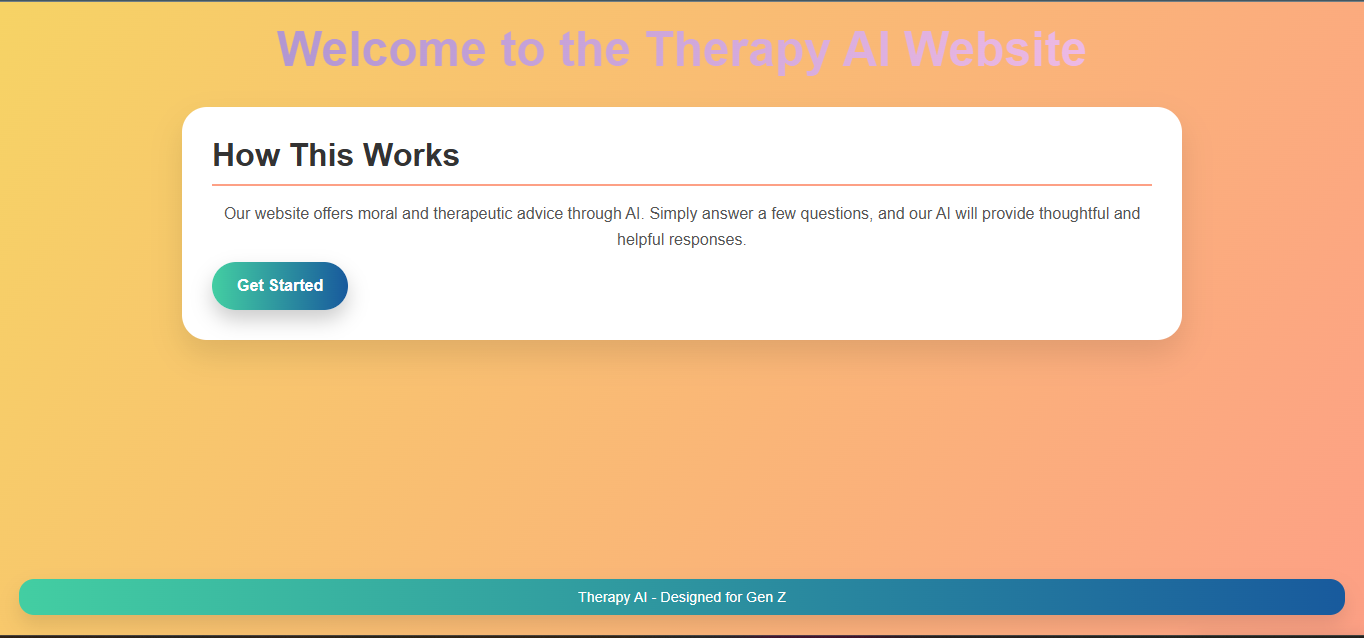 Welcome to the Therapy AI Website
How This Works
Our website offers moral and therapeutic advice through AI. Simply answer a few questions, and our AI will provide thoughtful and
helpful responses.
Get Started
Therapy AI - Designed for Gen Z